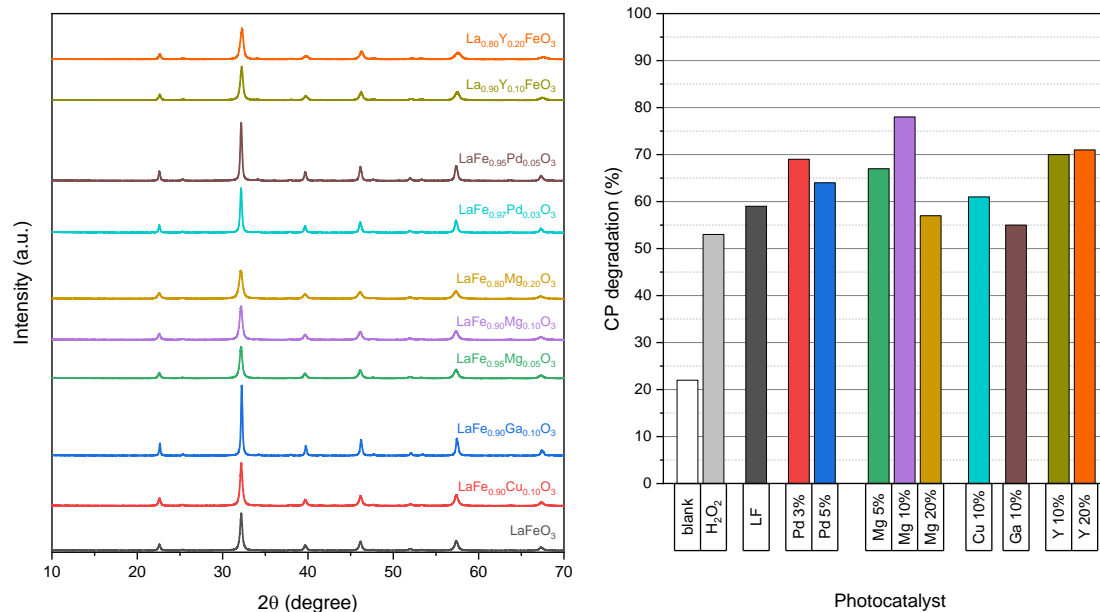 La₀.₈₀Y₀.₂₀FeO₃
La₀.₉₀Y₀.₁₀FeO₃
LaFe₀.₉₅Pd₀.₀₅O₃
LaFe₀.₉₇Pd₀.₀₃O₃
LaFe₀.₈₀Mg₀.₂₀O₃
LaFe₀.₉₀Mg₀.₁₀O₃
LaFe₀.₉₅Mg₀.₀₅O₃
LaFe₀.₉₀Ga₀.₁₀O₃
LaFe₀.₉₀Cu₀.₁₀O₃
LaFeO₃
Intensity (a.u.)
10 20 30 40 50 60 70
2θ (degree)
100
90
80
70
60
50
40
30
20
10
0
CP degradation (%)
blank
H₂O₂
LF
Pd 3%
Pd 5%
Mg 5%
Mg 10%
Mg 20%
Cu 10%
Ga 10%
Y 10%
Y 20%
Photocatalyst